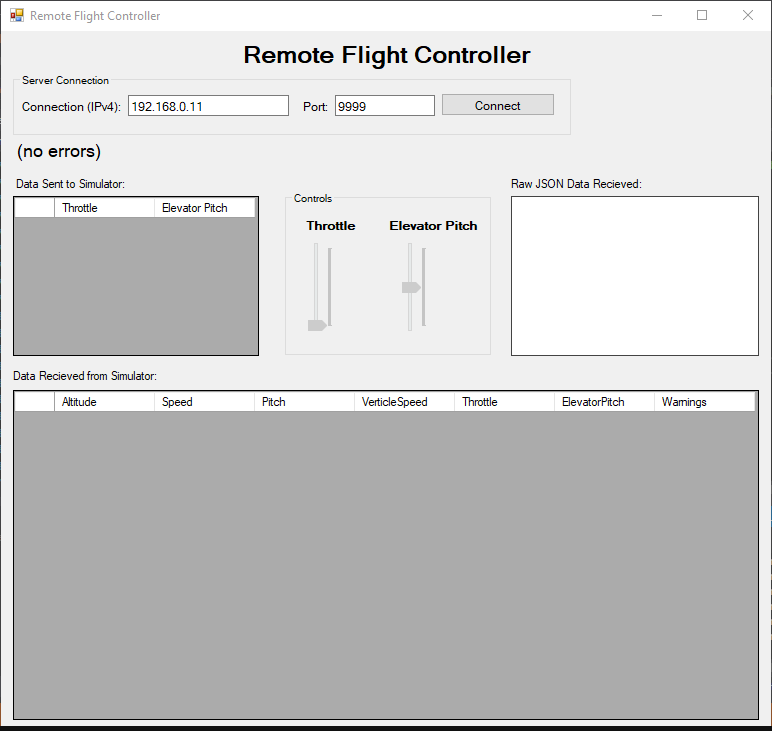 Remote Flight Controller
Remote Flight Controller
Server Connection
Connection (IPv4): 192.168.0.11 Port: 9999 Connect
(no errors)
Data Sent to Simulator:
Throttle Elevator Pitch
Controls
Throttle Elevator Pitch
Raw JSON Data Recieved:
Data Recieved from Simulator:
Altitude Speed Pitch VerticleSpeed Throttle ElevatorPitch Warnings